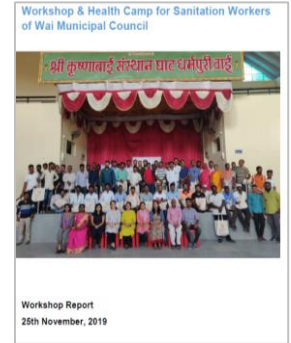 Workshop & Health Camp for Sanitation Workers
of Wai Municipal Council
श्री कृष्णाबाई संस्थान घाट धर्मपुरी वाई
Workshop Report
25th November, 2019